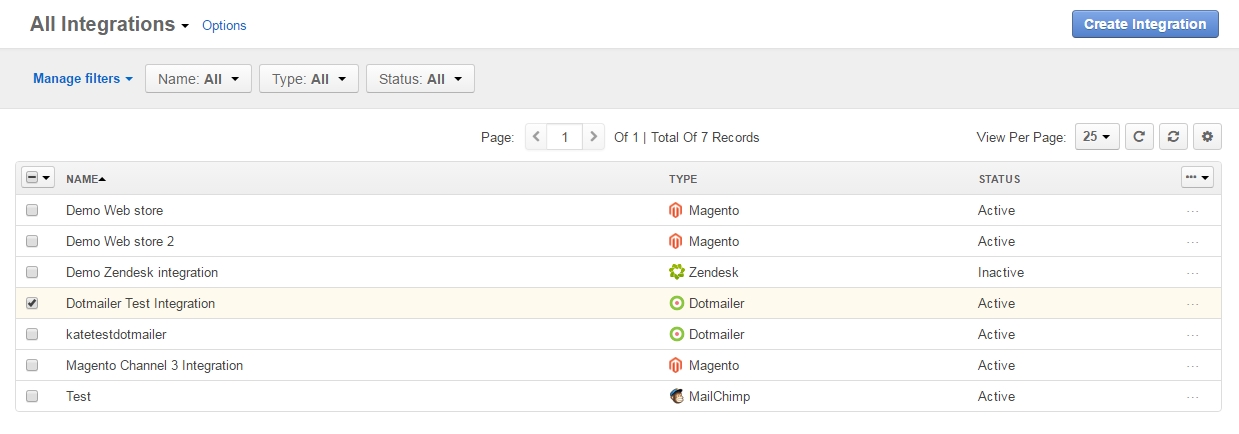 All Integrations Options Create Integration
Manage filters Name: All Type: All Status: All
Page: 1 Of 1 | Total Of 7 Records View Per Page: 25
NAME TYPE STATUS
Demo Web store Magento Active ...
Demo Web store 2 Magento Active ...
Demo Zendesk integration Zendesk Inactive ...
Dotmailer Test Integration Dotmailer Active ...
katetestdotmailer Dotmailer Active ...
Magento Channel 3 Integration Magento Active ...
Test MailChimp Active ...